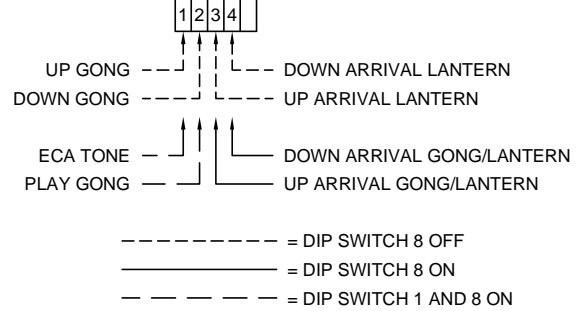 1 2 3 4
UP GONG DOWN ARRIVAL LANTERN
DOWN GONG UP ARRIVAL LANTERN
ECA TONE DOWN ARRIVAL GONG/LANTERN
PLAY GONG UP ARRIVAL GONG/LANTERN
= DIP SWITCH 8 OFF
= DIP SWITCH 8 ON
= DIP SWITCH 1 AND 8 ON